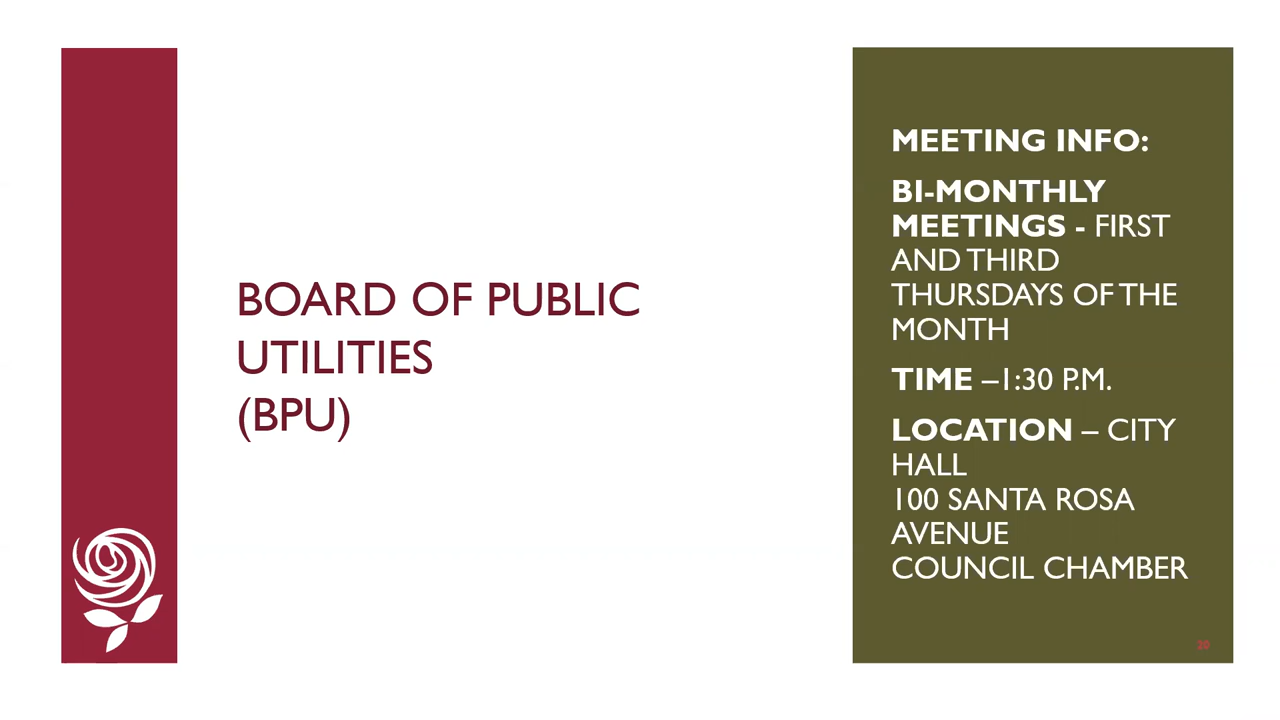 BOARD OF PUBLIC
UTILITIES
(BPU)
MEETING INFO:
BI-MONTHLY
MEETINGS - FIRST
AND THIRD
THURSDAYS OF THE
MONTH
TIME –1:30 P.M.
LOCATION – CITY
HALL
100 SANTA ROSA
AVENUE
COUNCIL CHAMBER
20